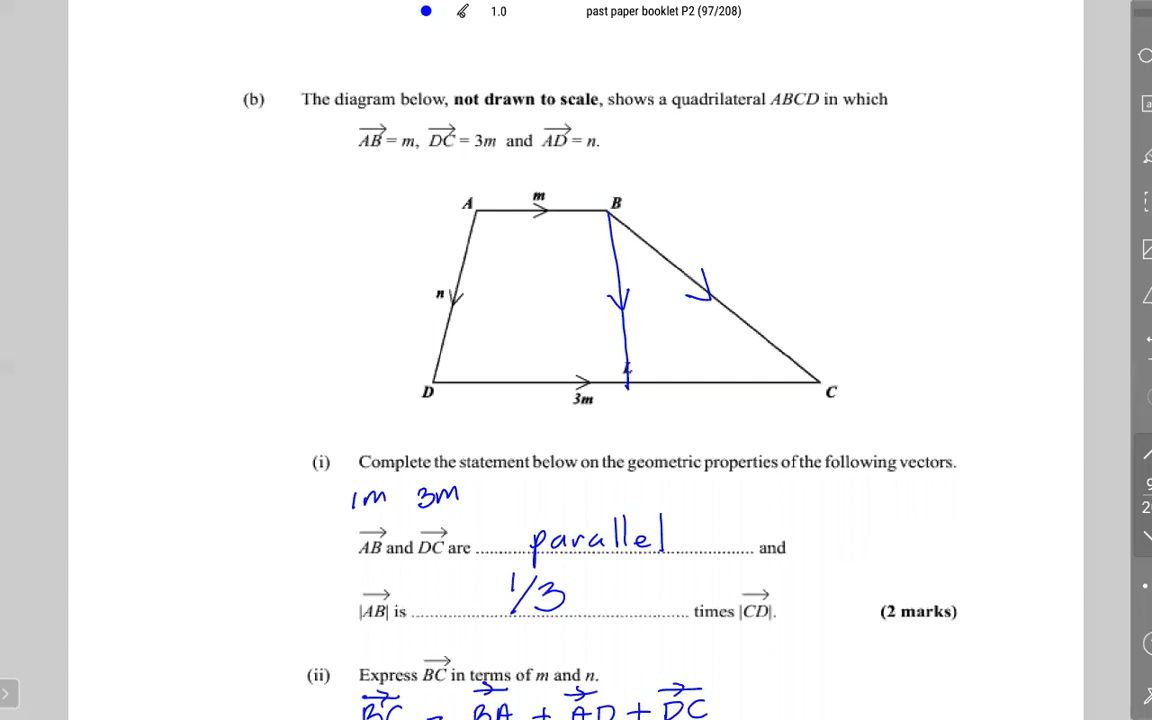 1.0 past paper booklet P2 (97/208)
(b) The diagram below, not drawn to scale, shows a quadrilateral ABCD in which
AB = m, DC = 3m and AD = n.
A m B
n
L
D 3m C
(i) Complete the statement below on the geometric properties of the following vectors.
1m 3m
AB and DC are ..... parallel ..... and
|AB| is ..... 1/3 ..... times |CD|. (2 marks)
(ii) Express BC in terms of m and n.
BC = BA + AD + DC